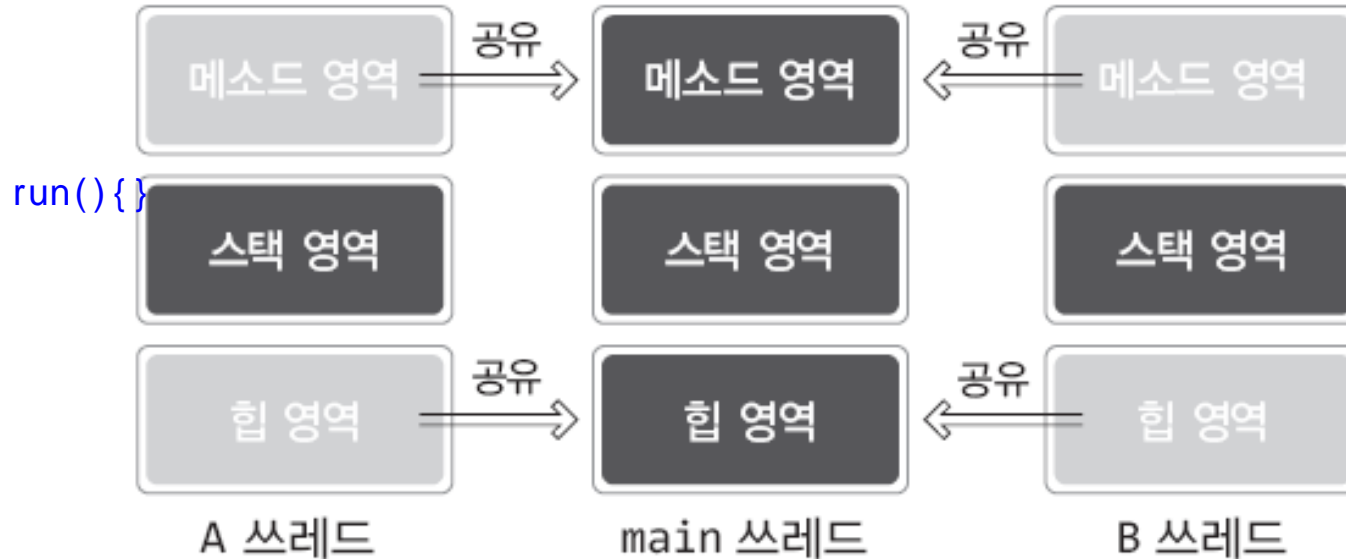 공유 공유
메소드 영역 메소드 영역 메소드 영역
run(){}
스택 영역 스택 영역 스택 영역
공유 공유
힙 영역 힙 영역 힙 영역
A 쓰레드 main 쓰레드 B 쓰레드